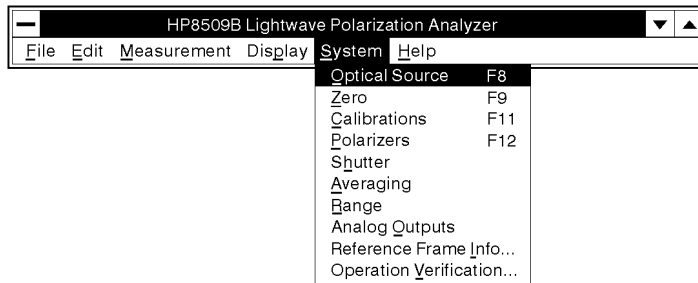 HP8509B Lightwave Polarization Analyzer
File Edit Measurement Display System Help
Optical Source F8
Zero F9
Calibrations F11
Polarizers F12
Shutter
Averaging
Range
Analog Outputs
Reference Frame Info...
Operation Verification...